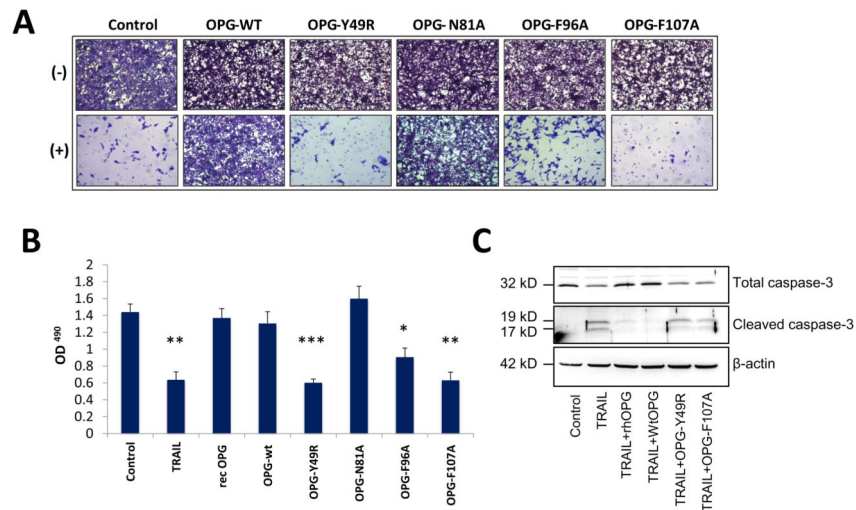 A
Control OPG-WT OPG-Y49R OPG- N81A OPG-F96A OPG-F107A
(-)
(+)
B
OD 490
2
1.8
1.6
1.4
1.2
1
0.8
0.6
0.4
0.2
0
**
***
*
**
Control
TRAIL
rec OPG
OPG-wt
OPG-Y49R
OPG-N81A
OPG-F96A
OPG-F107A
C
32 kD Total caspase-3
19 kD
17 kD
Cleaved caspase-3
42 kD β-actin
Control
TRAIL
TRAIL+rhOPG
TRAIL+WtOPG
TRAIL+OPG-Y49R
TRAIL+OPG-F107A